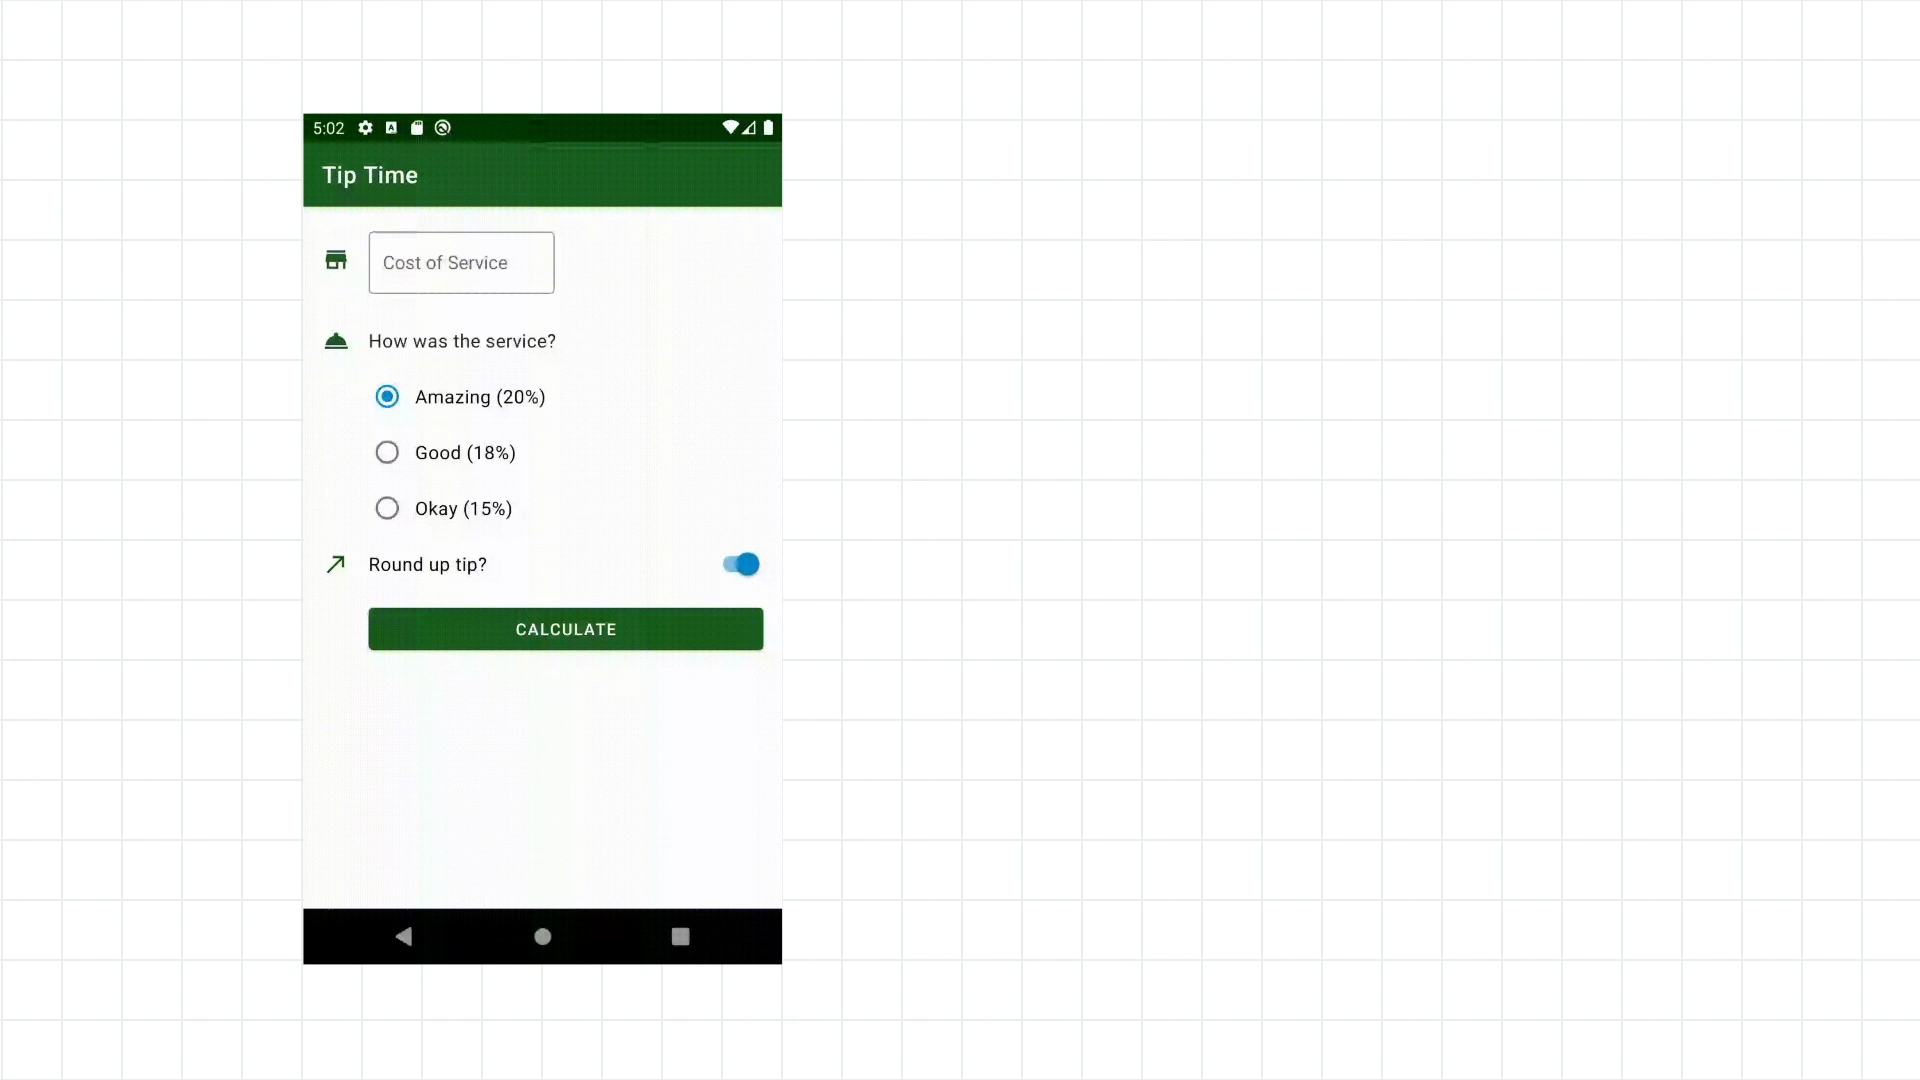 5:02
Tip Time
Cost of Service
How was the service?
Amazing (20%)
Good (18%)
Okay (15%)
Round up tip?
CALCULATE